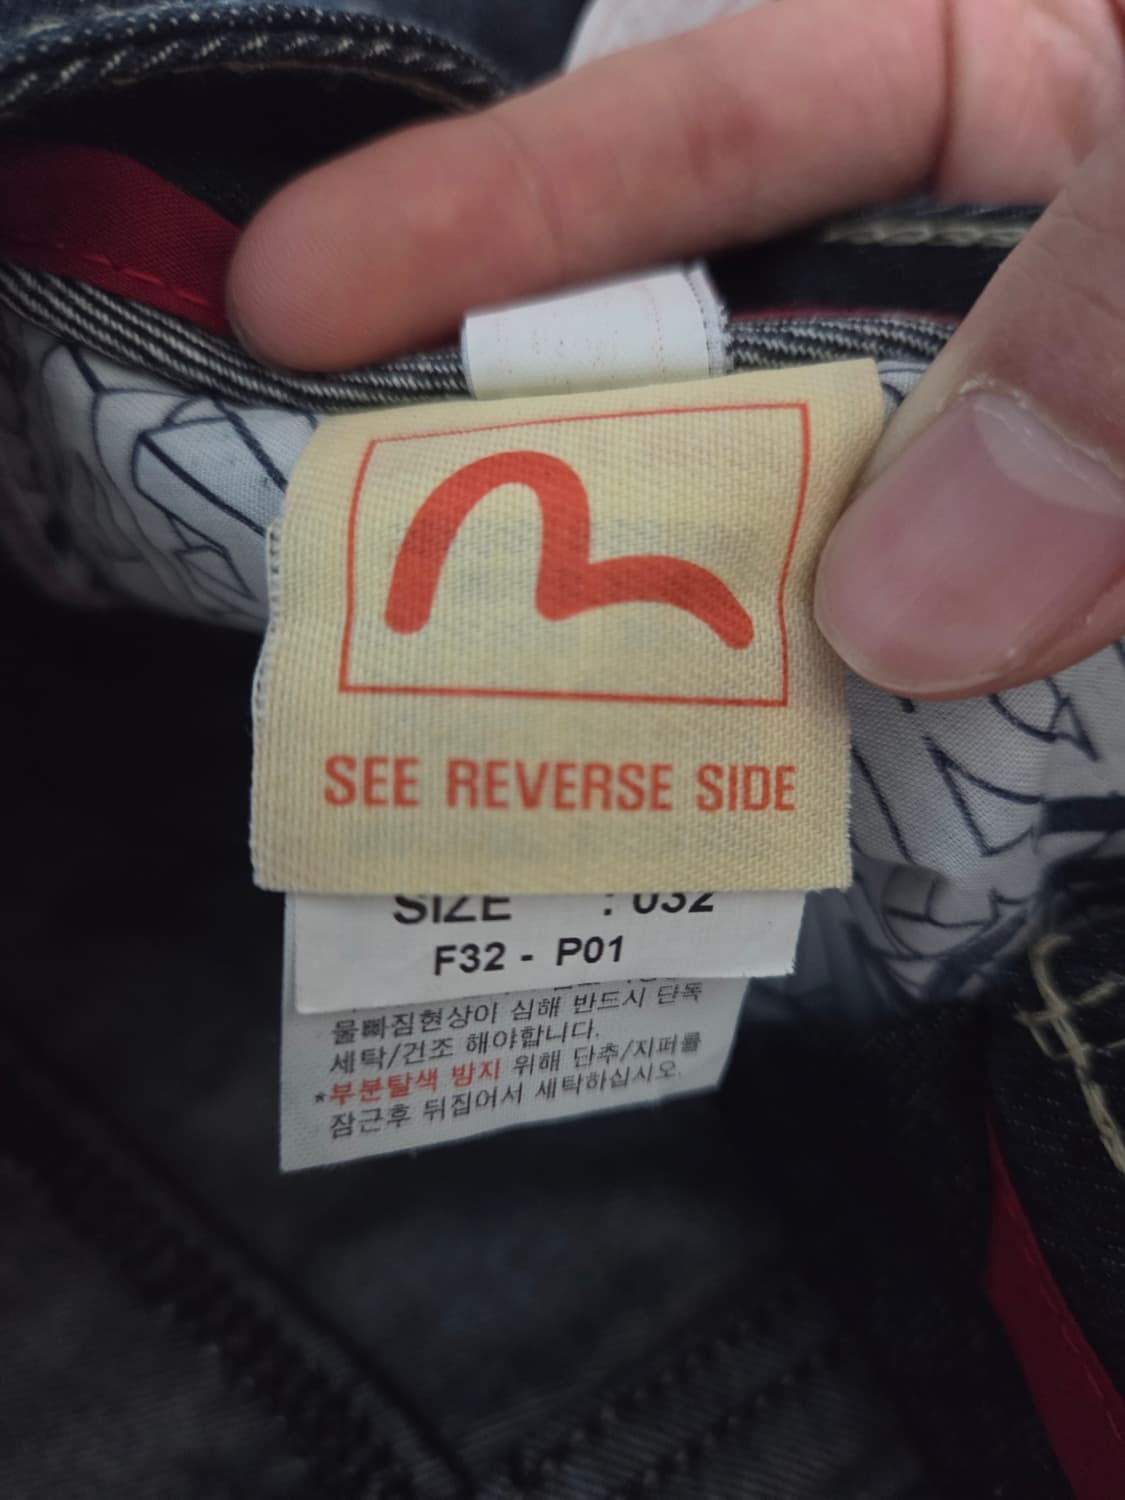 SEE REVERSE SIDE
SIZE : 032
F32 - P01
물빠짐현상이 심해 반드시 단독
세탁/건조 해야합니다.
*부분탈색 방지 위해 단추/지퍼를
잠근후 뒤집어서 세탁하십시오.